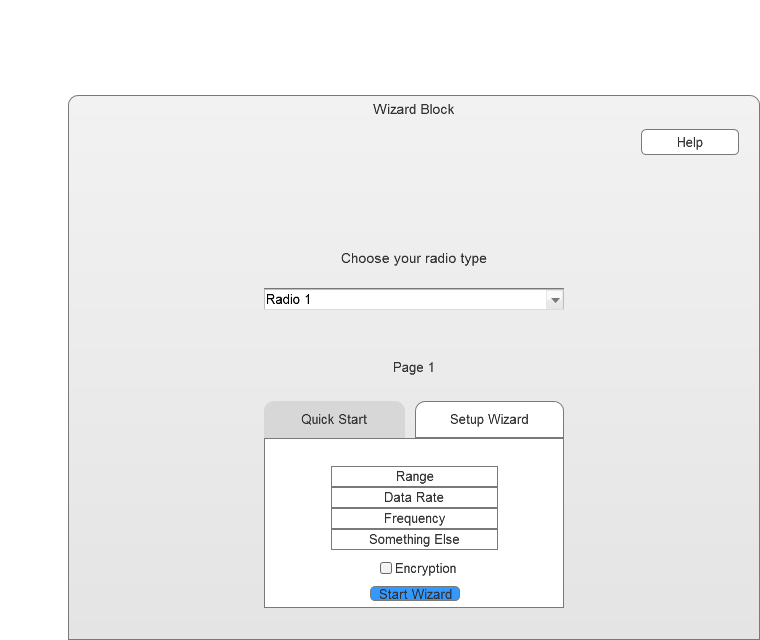 Wizard Block
Help
Choose your radio type
Radio 1
Page 1
Quick Start
Setup Wizard
Range
Data Rate
Frequency
Something Else
Encryption
Start Wizard